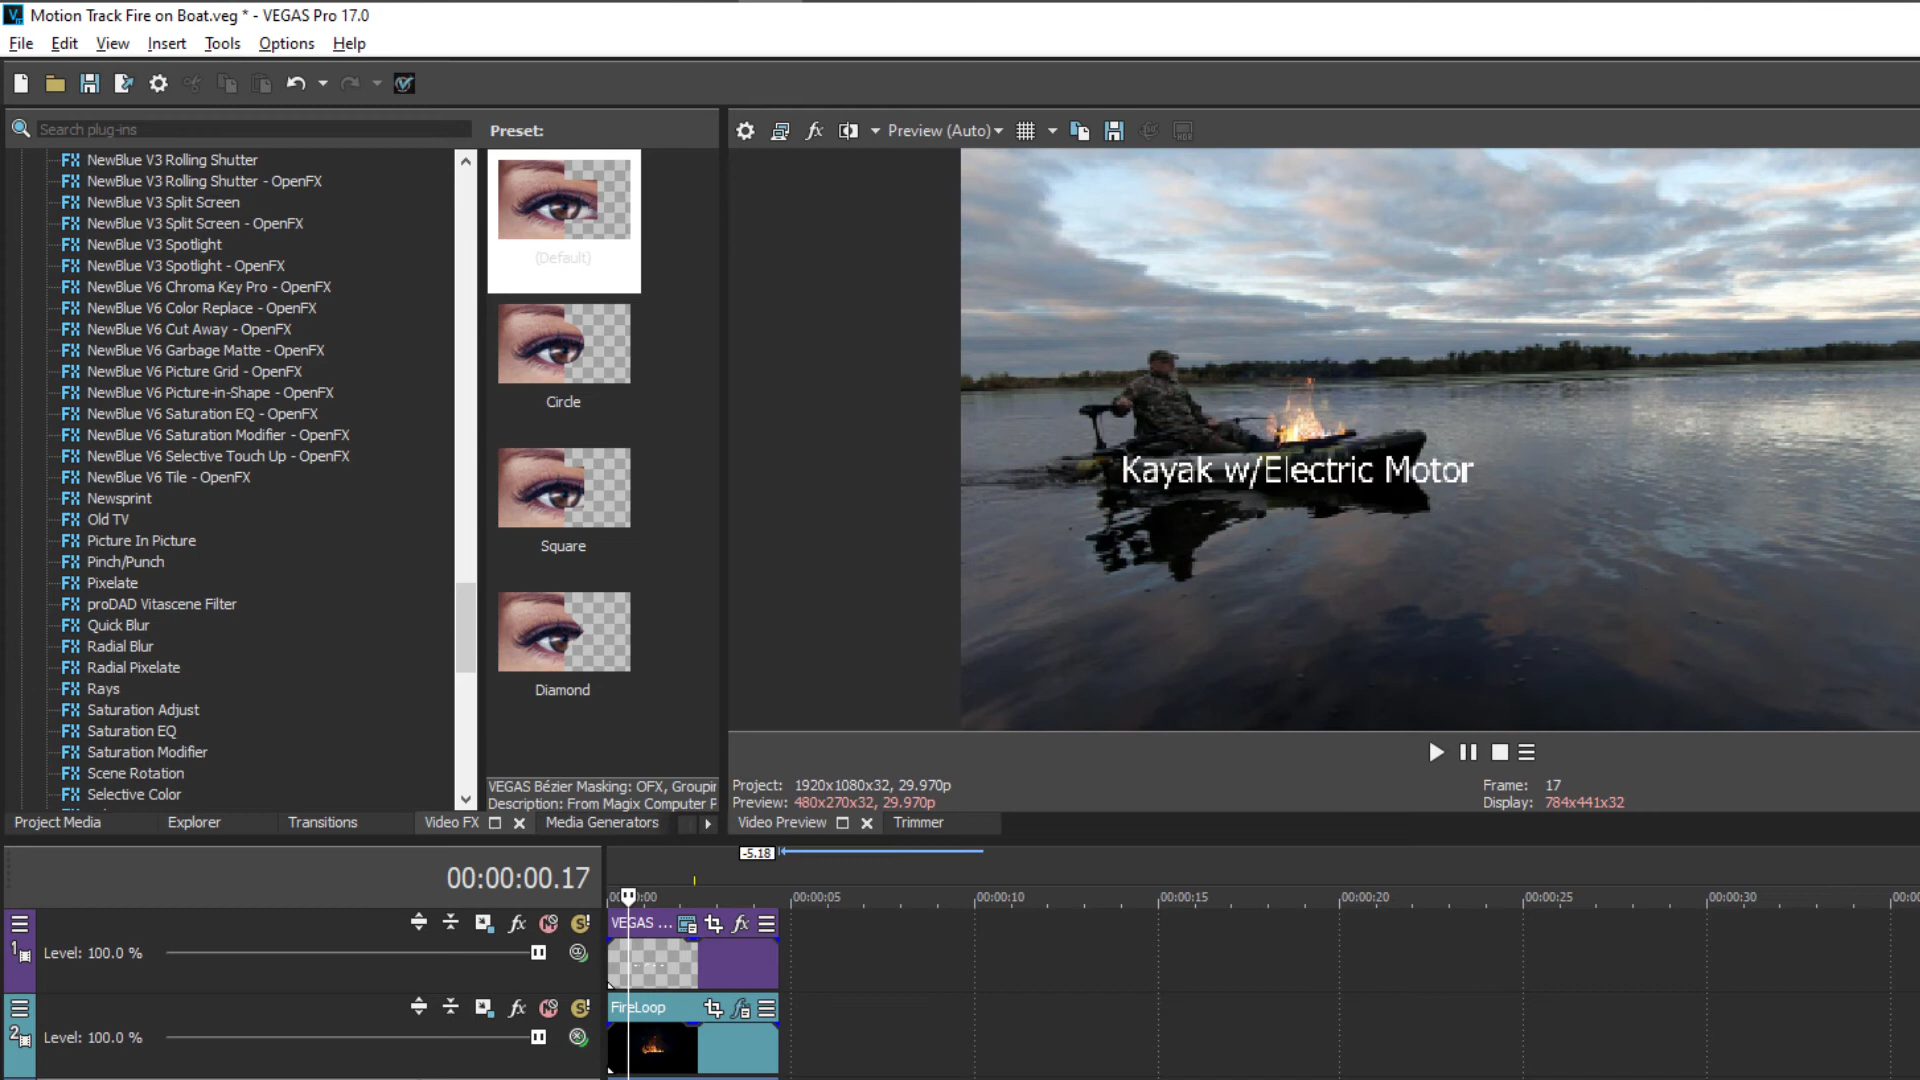 Motion Track Fire on Boat.veg * - VEGAS Pro 17.0
File Edit View Insert Tools Options Help
Search plug-ins
Preset:
Preview (Auto)
NewBlue V3 Rolling Shutter
NewBlue V3 Rolling Shutter - OpenFX
NewBlue V3 Split Screen
NewBlue V3 Split Screen - OpenFX
NewBlue V3 Spotlight
NewBlue V3 Spotlight - OpenFX
NewBlue V6 Chroma Key Pro - OpenFX
NewBlue V6 Color Replace - OpenFX
NewBlue V6 Cut Away - OpenFX
NewBlue V6 Garbage Matte - OpenFX
NewBlue V6 Picture Grid - OpenFX
NewBlue V6 Picture-in-Shape - OpenFX
NewBlue V6 Saturation EQ - OpenFX
NewBlue V6 Saturation Modifier - OpenFX
NewBlue V6 Selective Touch Up - OpenFX
NewBlue V6 Tile - OpenFX
Newsprint
Old TV
Picture In Picture
Pinch/Punch
Pixelate
proDAD Vitascene Filter
Quick Blur
Radial Blur
Radial Pixelate
Rays
Saturation Adjust
Saturation EQ
Saturation Modifier
Scene Rotation
Selective Color
(Default)
Circle
Square
Diamond
VEGAS Bézier Masking: OFX, Groupin
Description: From Magix Computer P
Kayak w/Electric Motor
Project: 1920x1080x32, 29.970p
Preview: 480x270x32, 29.970p
Frame: 17
Display: 784x441x32
Project Media Explorer Transitions Video FX Media Generators
Video Preview Trimmer
-5.18
00:00:00.17
00:00:05 00:00:10 00:00:15 00:00:20 00:00:25 00:00:30
1
Level: 100.0 %
VEGAS ...
2
Level: 100.0 %
FireLoop